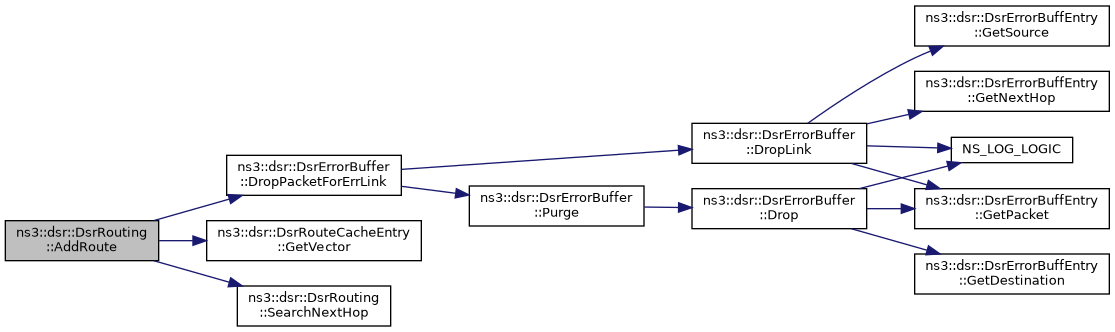 ns3::dsr::DsrRouting
::AddRoute
ns3::dsr::DsrErrorBuffer
::DropPacketForErrLink
ns3::dsr::DsrRouteCacheEntry
::GetVector
ns3::dsr::DsrRouting
::SearchNextHop
ns3::dsr::DsrErrorBuffer
::Purge
ns3::dsr::DsrErrorBuffer
::DropLink
ns3::dsr::DsrErrorBuffer
::Drop
ns3::dsr::DsrErrorBuffEntry
::GetSource
ns3::dsr::DsrErrorBuffEntry
::GetNextHop
NS_LOG_LOGIC
ns3::dsr::DsrErrorBuffEntry
::GetPacket
ns3::dsr::DsrErrorBuffEntry
::GetDestination